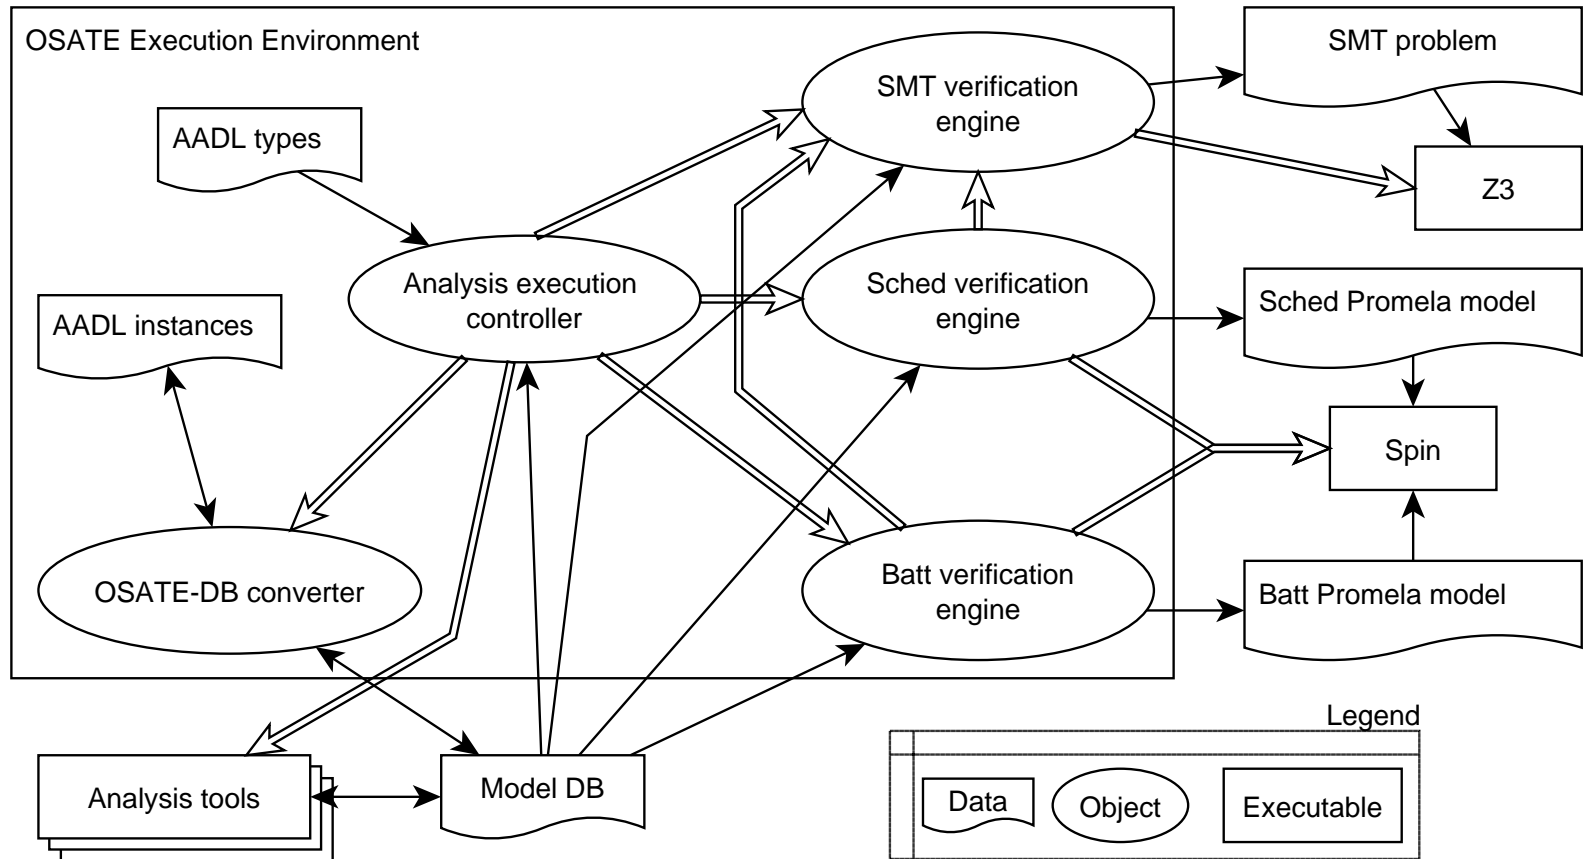 OSATE Execution Environment
SMT verification
engine
SMT problem
AADL types
Z3
Analysis execution
controller
Sched verification
engine
Sched Promela model
AADL instances
Spin
OSATE-DB converter
Batt verification
engine
Batt Promela model
Legend
Analysis tools
Model DB
Data
Object
Executable